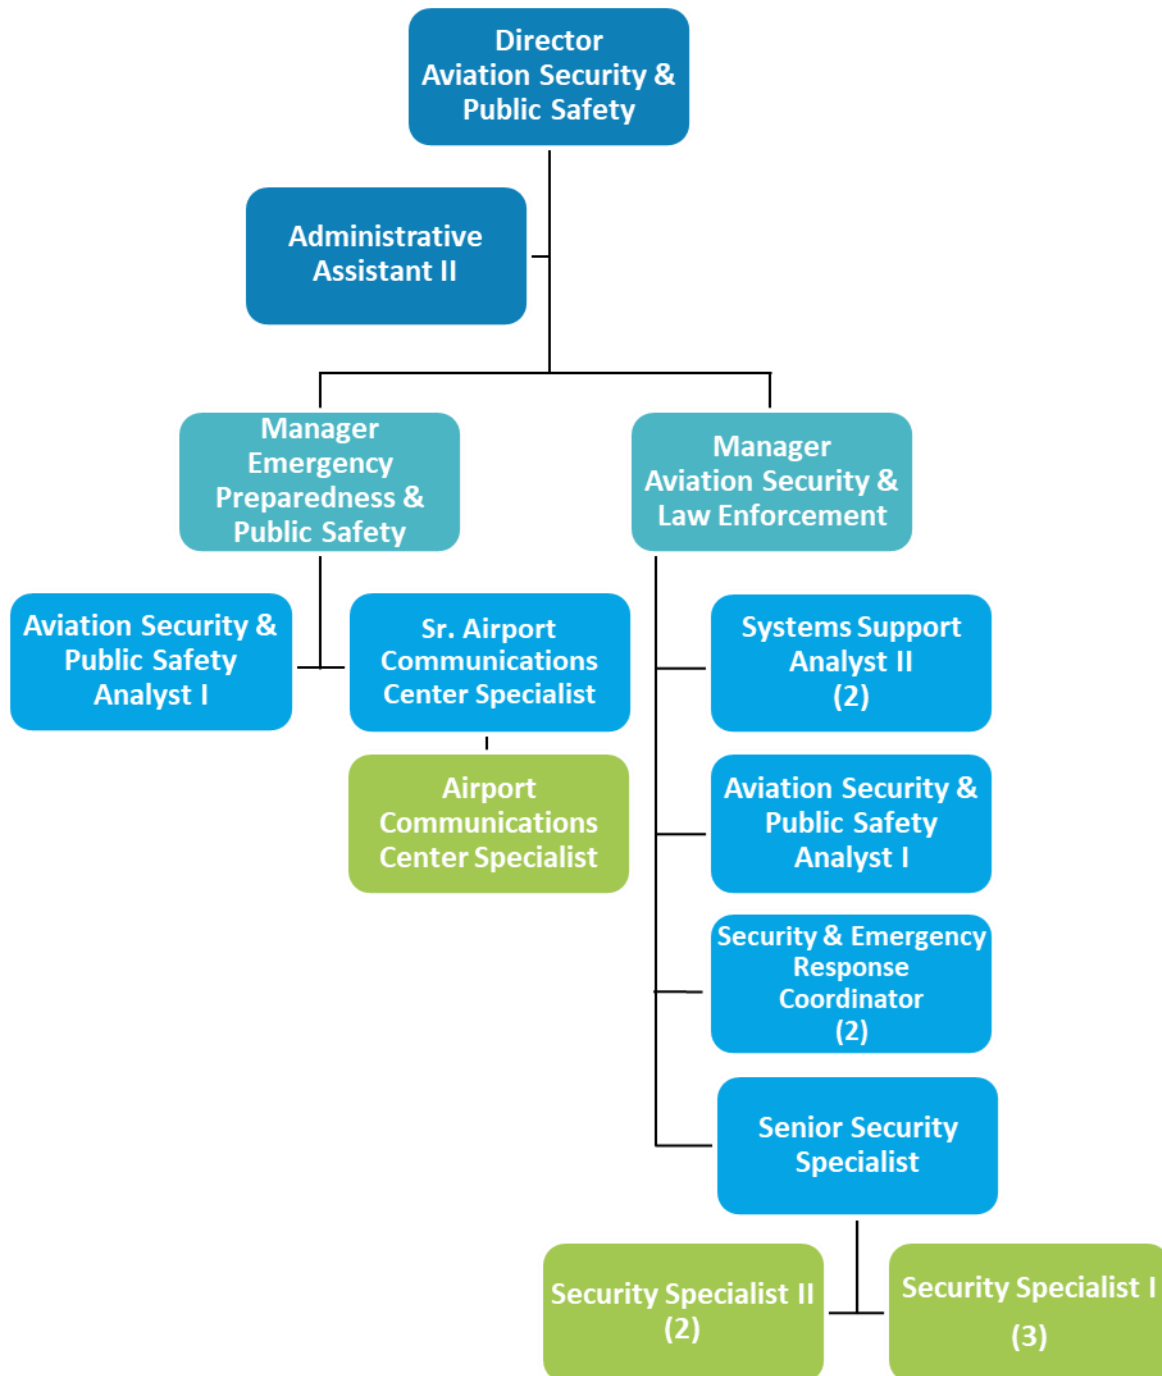 Director
Aviation Security &
Public Safety
Administrative
Assistant II
Manager
Emergency
Preparedness &
Public Safety
Manager
Aviation Security &
Law Enforcement
Aviation Security &
Public Safety
Analyst I
Sr. Airport
Communications
Center Specialist
Airport
Communications
Center Specialist
Systems Support
Analyst II
(2)
Aviation Security &
Public Safety
Analyst I
Security & Emergency
Response
Coordinator
(2)
Senior Security
Specialist
Security Specialist II
(2)
Security Specialist I
(3)